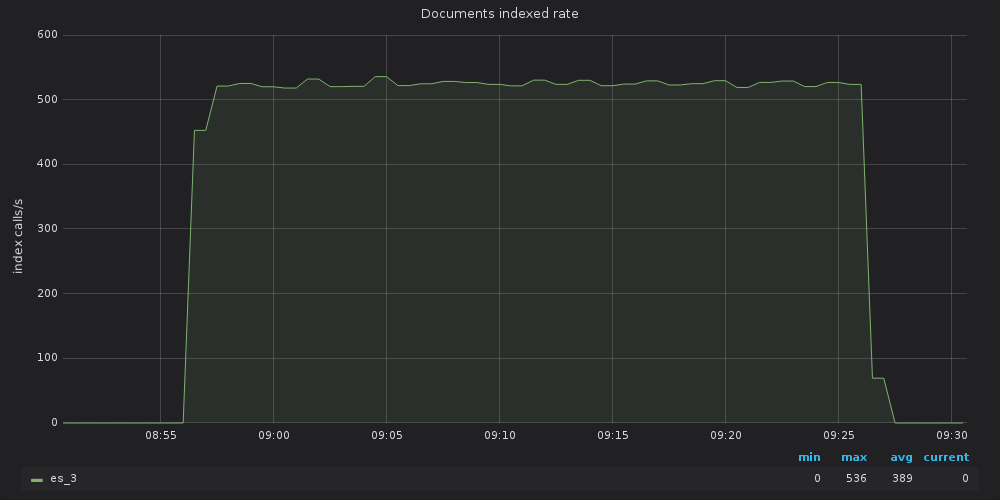 Documents indexed rate
600
500
400
300
200
100
0
index calls/s
08:55 09:00 09:05 09:10 09:15 09:20 09:25 09:30
min max avg current
es_3 0 536 389 0